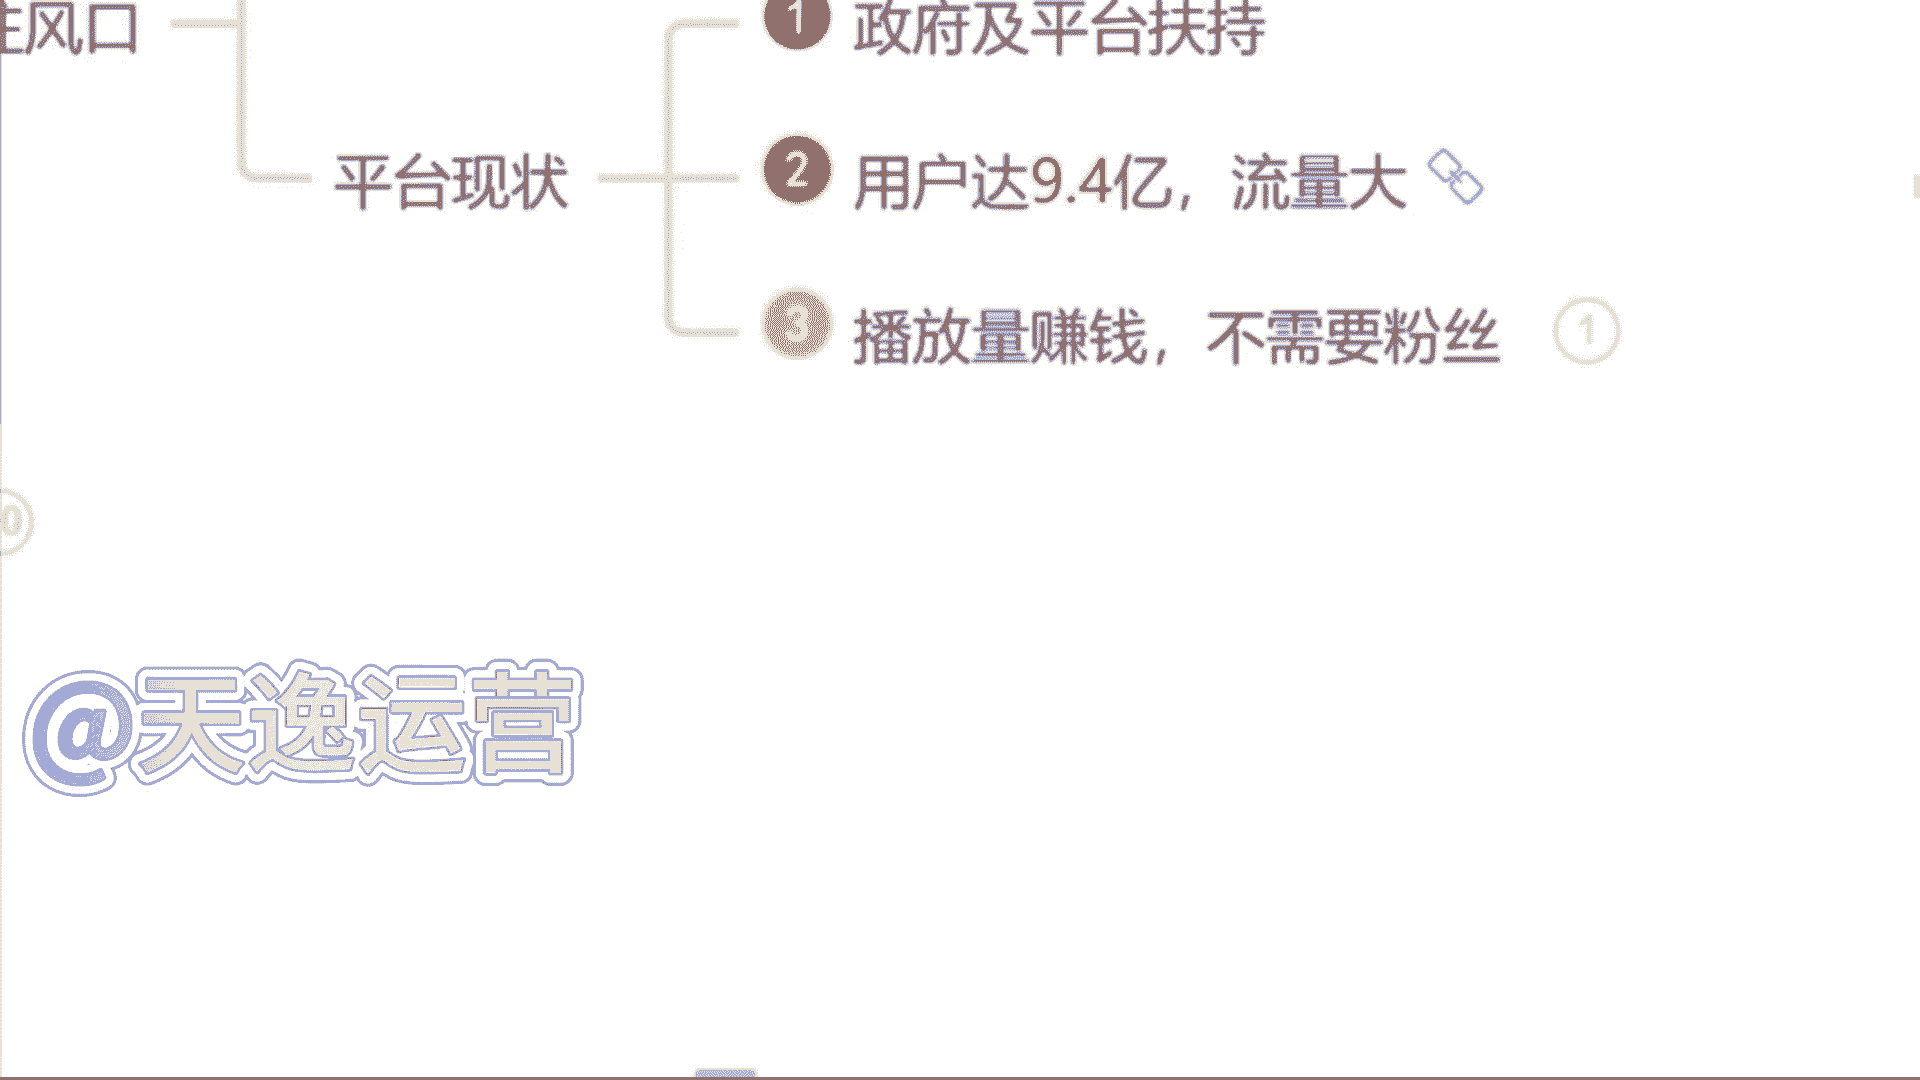 风口
1 政府及平台扶持
平台现状
2 用户达9.4亿，流量大
3 播放量赚钱，不需要粉丝 1
0
@天逸运营